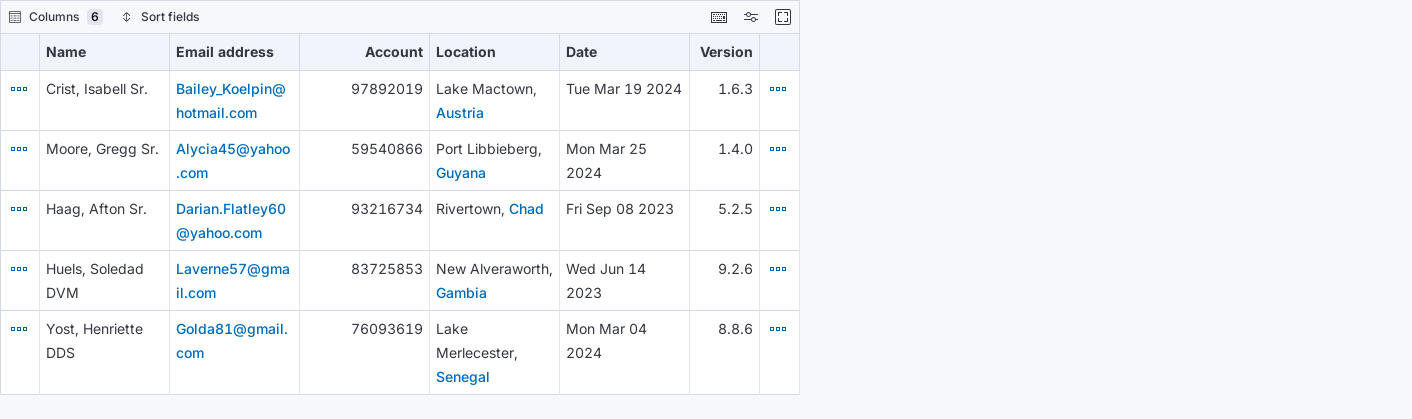 Columns 6 Sort fields
Name Email address Account Location Date Version
Crist, Isabell Sr. Bailey_Koelpin@ 97892019 Lake Mactown, Tue Mar 19 2024 1.6.3
hotmail.com Austria
Moore, Gregg Sr. Alycia45@yahoo 59540866 Port Libbieberg, Mon Mar 25 1.4.0
.com Guyana 2024
Haag, Afton Sr. Darian.Flatley60 93216734 Rivertown, Chad Fri Sep 08 2023 5.2.5
@yahoo.com
Huels, Soledad Laverne57@gma 83725853 New Alveraworth, Wed Jun 14 9.2.6
DVM il.com Gambia 2023
Yost, Henriette Golda81@gmail. 76093619 Lake Mon Mar 04 8.8.6
DDS com Merlecester, 2024
Senegal